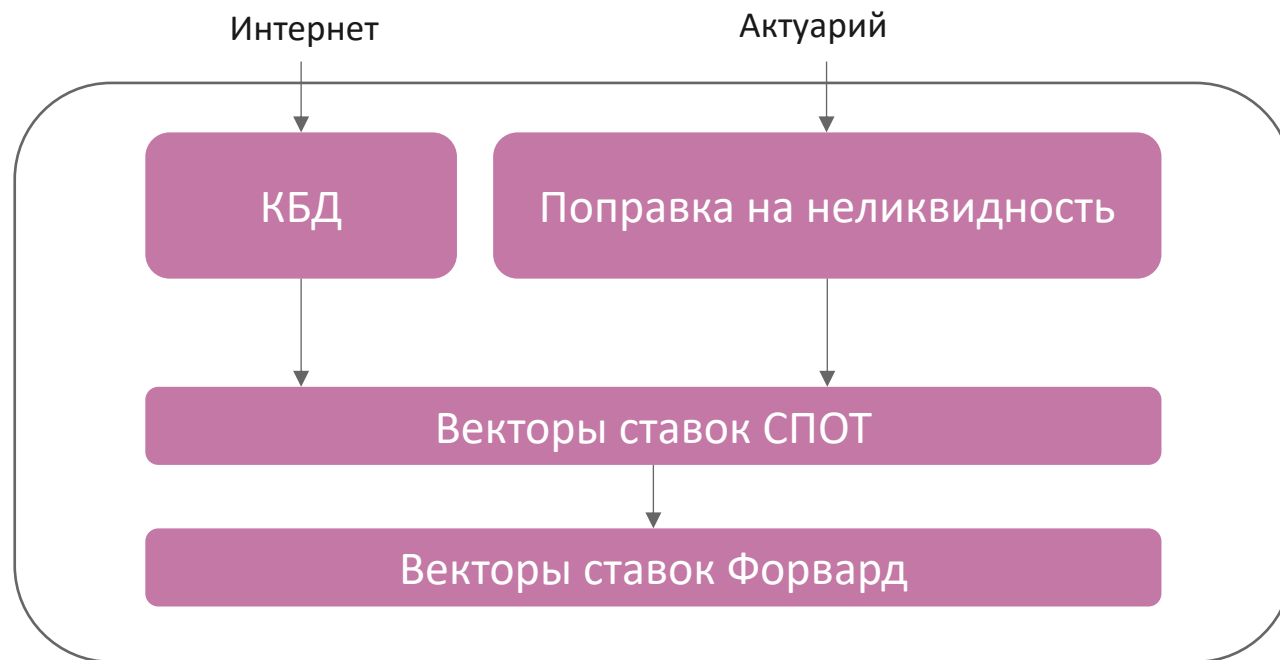 Интернет
Актуарий
КБД
Поправка на неликвидность
Векторы ставок СПОТ
Векторы ставок Форвард